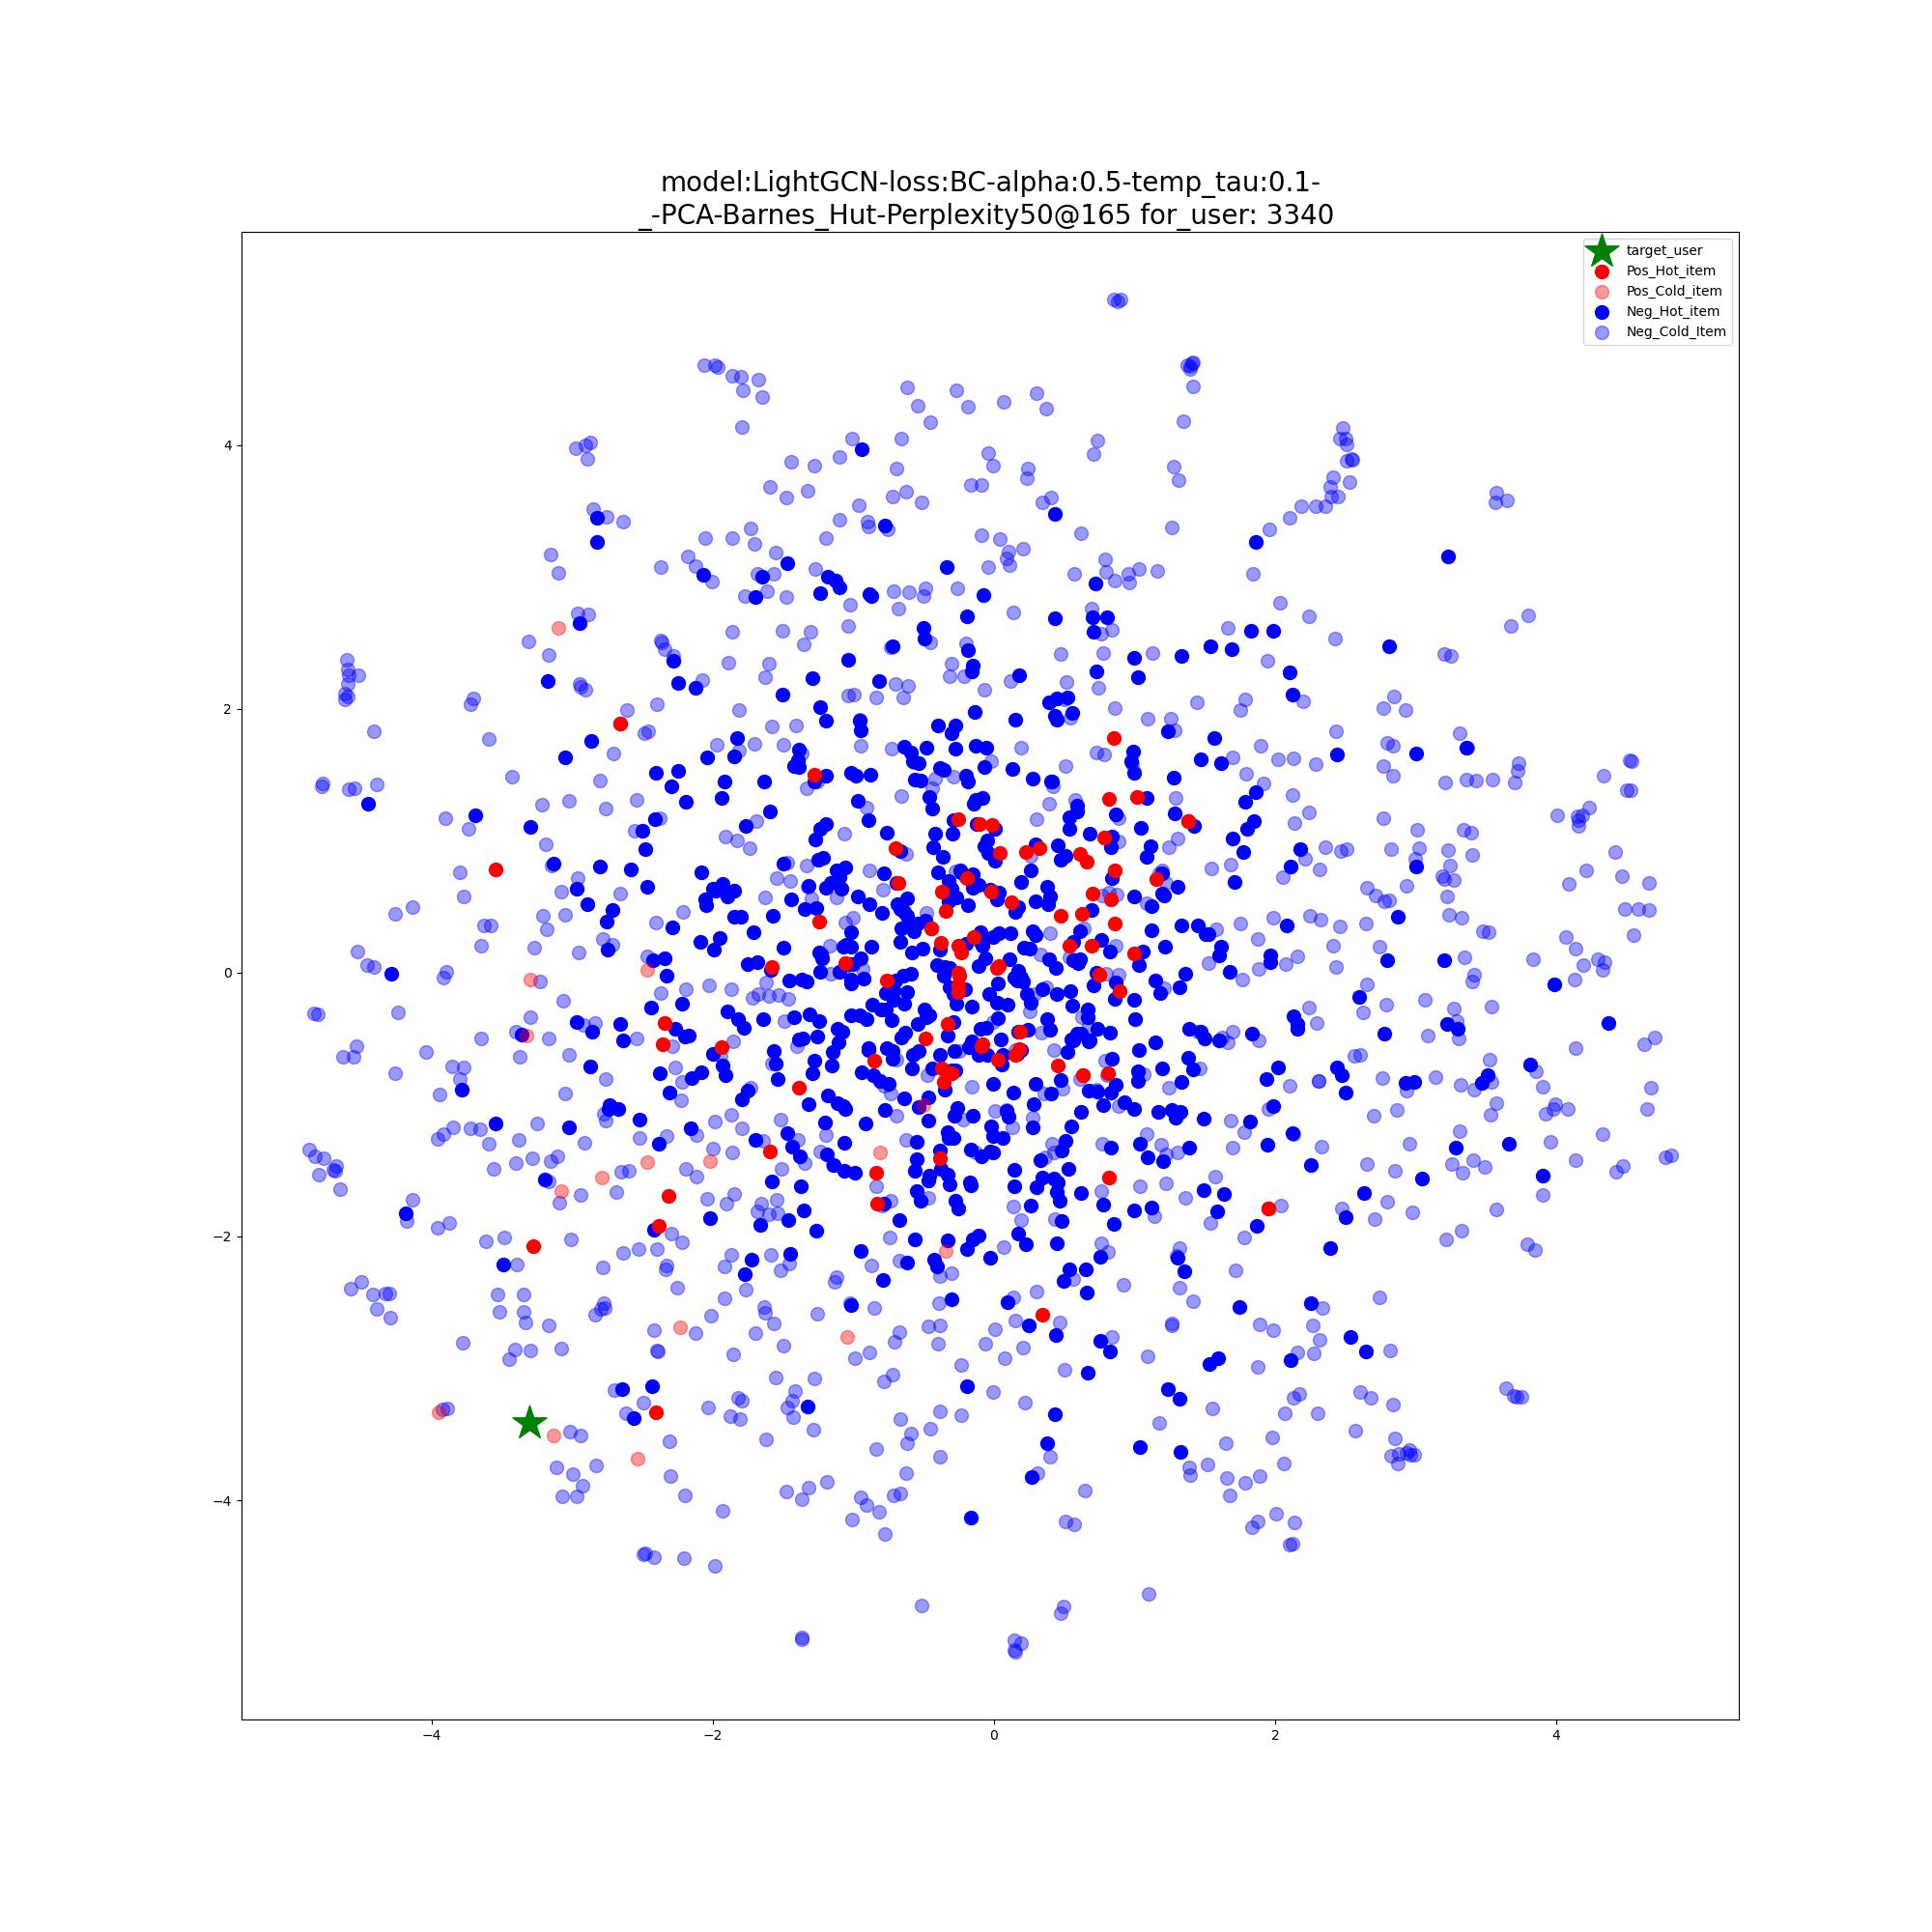 model:LightGCN-loss:BC-alpha:0.5-temp_tau:0.1-
_-PCA-Barnes_Hut-Perplexity50@165 for_user: 3340
target_user
Pos_Hot_item
Pos_Cold_item
Neg_Hot_item
Neg_Cold_Item
4
2
0
−2
−4
−4
−2
0
2
4